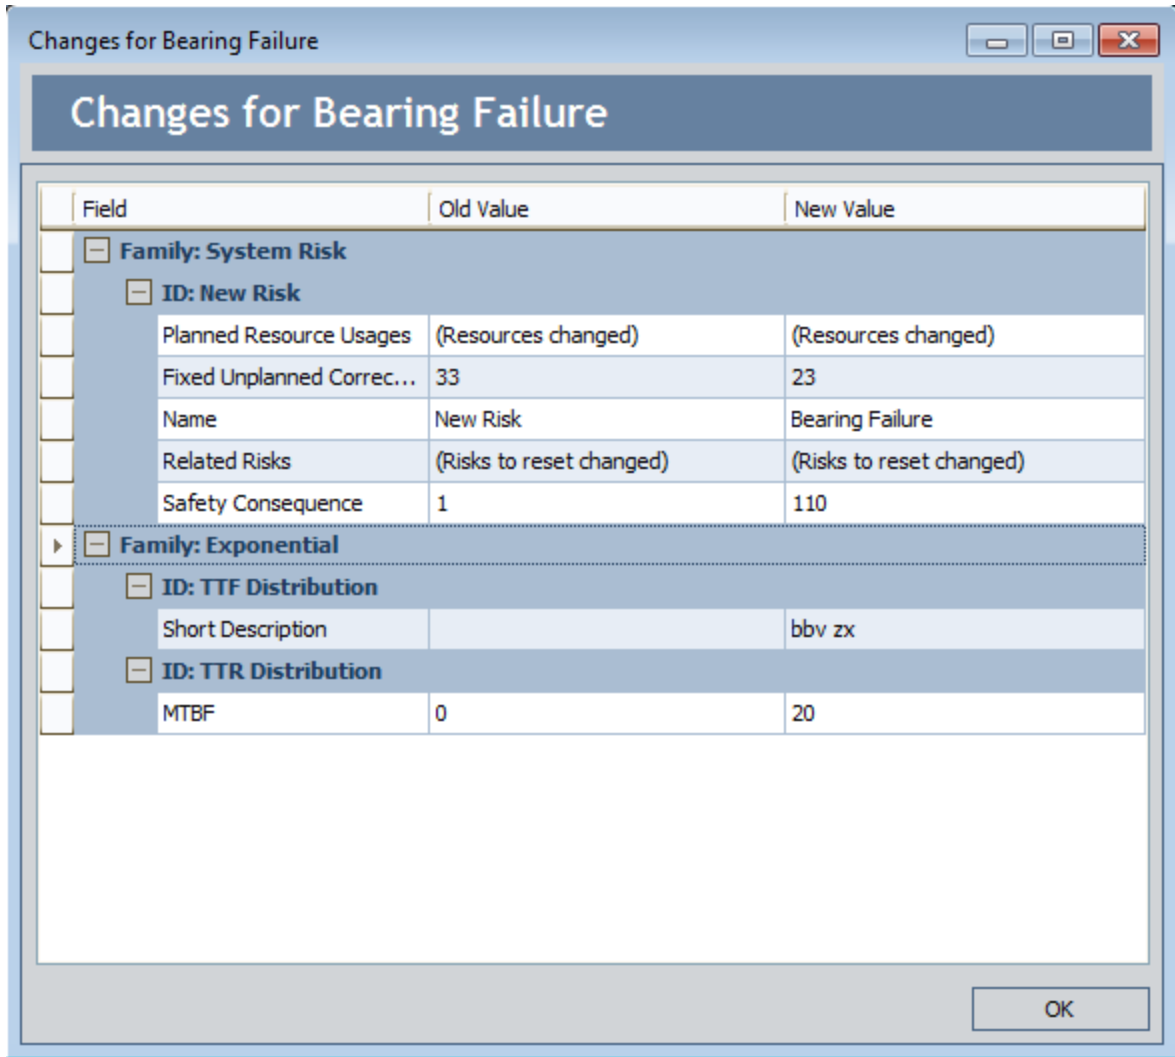 Changes for Bearing Failure
Changes for Bearing Failure
Field Old Value New Value
Family: System Risk
ID: New Risk
Planned Resource Usages (Resources changed) (Resources changed)
Fixed Unplanned Correc... 33 23
Name New Risk Bearing Failure
Related Risks (Risks to reset changed) (Risks to reset changed)
Safety Consequence 1 110
Family: Exponential
ID: TTF Distribution
Short Description bbv zx
ID: TTR Distribution
MTBF 0 20
OK